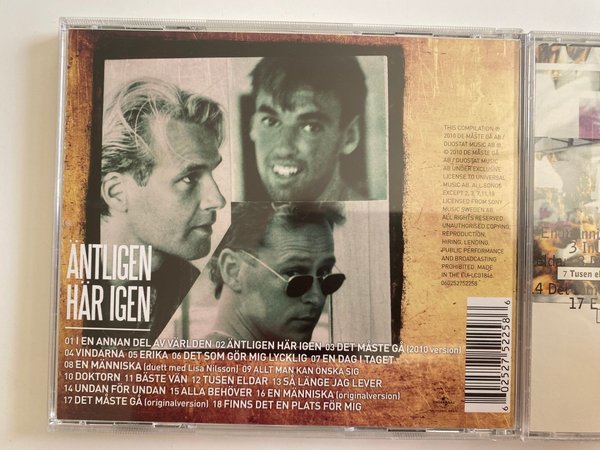 THIS COMPILATION ℗
2010 DE MÅSTE GÅ AB/
DUOSTAT MUSIC AB
© 2010 DE MÅSTE GÅ
AB/ DUOSTAT MUSIC
AB UNDER EXCLUSIVE
LICENSE TO UNIVERSAL
MUSIC AB. ALL SONGS
EXCEPT 2, 3, 7, 11, 18
LICENSED FROM SONY
MUSIC SWEDEN AB.
ALL RIGHTS RESERVED.
UNAUTHORISED COPYING,
REPRODUCTION,
HIRING, LENDING,
PUBLIC PERFORMANCE
AND BROADCASTING
PROHIBITED. MADE
IN THE EU. LC01846.
060252752258
ÄNTLIGEN
HÄR IGEN
01 I EN ANNAN DEL AV VÄRLDEN 02 ÄNTLIGEN HÄR IGEN 03 DET MÅSTE GÅ (2010 version)
04 VINDARNA 05 ERIKA 06 DET SOM GÖR MIG LYCKLIG 07 EN DAG I TAGET
08 EN MÄNNISKA (duett med Lisa Nilsson) 09 ALLT MAN KAN ÖNSKA SIG
10 DOKTORN 11 BÄSTE VÄN 12 TUSEN ELDAR 13 SÅ LÄNGE JAG LEVER
14 UNDAN FÖR UNDAN 15 ALLA BEHÖVER 16 EN MÄNNISKA (originalversion)
17 DET MÅSTE GÅ (originalversion) 18 FINNS DET EN PLATS FÖR MIG
6 02527 52258 6
7 Tusen el
17 E